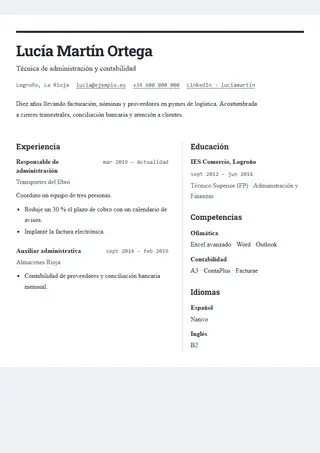 Lucía Martín Ortega
Técnica de administración y contabilidad
Logroño, La Rioja lucia@ejemplo.es +34 600 000 000 LinkedIn · luciamartin
Diez años llevando facturación, nóminas y proveedores en pymes de logística. Acostumbrada
a cierres trimestrales, conciliación bancaria y atención a clientes.
Experiencia
Responsable de administración mar 2019 – Actualidad
Transportes del Ebro
Coordino un equipo de tres personas.
• Reduje un 30 % el plazo de cobro con un calendario de
avisos.
• Implanté la factura electrónica.
Auxiliar administrativa sept 2014 – feb 2019
Almacenes Rioja
• Contabilidad de proveedores y conciliación bancaria
mensual.
Educación
IES Comercio, Logroño
sept 2012 – jun 2014
Técnico Superior (FP) · Administración y
Finanzas
Competencias
Ofimática
Excel avanzado · Word · Outlook
Contabilidad
A3 · ContaPlus · Facturae
Idiomas
Español
Nativo
Inglés
B2